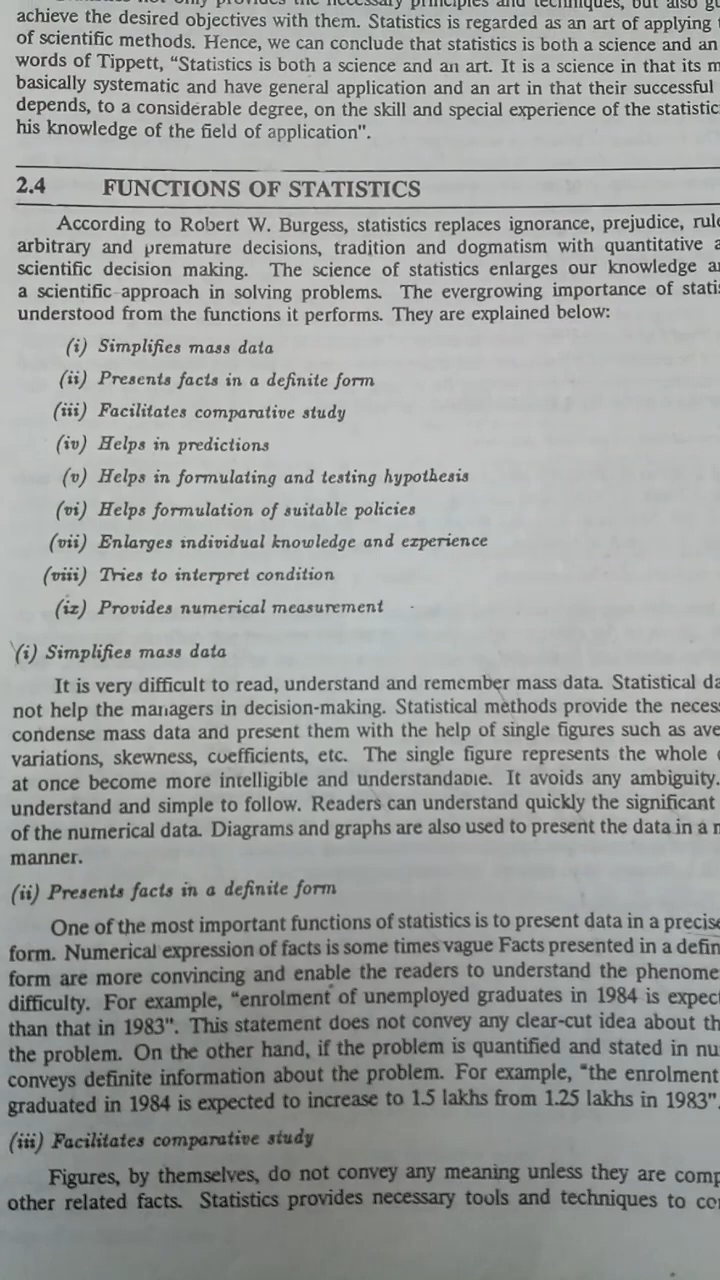 achieve the desired objectives with them. Statistics is regarded as an art of applying
of scientific methods. Hence, we can conclude that statistics is both a science and an
words of Tippett, “Statistics is both a science and an art. It is a science in that its m
basically systematic and have general application and an art in that their successful
depends, to a considerable degree, on the skill and special experience of the statistic
his knowledge of the field of application".
2.4 FUNCTIONS OF STATISTICS
According to Robert W. Burgess, statistics replaces ignorance, prejudice, rule
arbitrary and premature decisions, tradition and dogmatism with quantitative a
scientific decision making. The science of statistics enlarges our knowledge a
a scientific approach in solving problems. The evergrowing importance of statis
understood from the functions it performs. They are explained below:
(i) Simplifies mass data
(ii) Presents facts in a definite form
(iii) Facilitates comparative study
(iv) Helps in predictions
(v) Helps in formulating and testing hypothesis
(vi) Helps formulation of suitable policies
(vii) Enlarges individual knowledge and experience
(viii) Tries to interpret condition
(ix) Provides numerical measurement
(i) Simplifies mass data
It is very difficult to read, understand and remember mass data. Statistical da
not help the managers in decision-making. Statistical methods provide the necess
condense mass data and present them with the help of single figures such as ave
variations, skewness, coefficients, etc. The single figure represents the whole
at once become more intelligible and understandable. It avoids any ambiguity.
understand and simple to follow. Readers can understand quickly the significant
of the numerical data. Diagrams and graphs are also used to present the data in a
manner.
(ii) Presents facts in a definite form
One of the most important functions of statistics is to present data in a precise
form. Numerical expression of facts is some times vague Facts presented in a defin
form are more convincing and enable the readers to understand the phenome
difficulty. For example, “enrolment of unemployed graduates in 1984 is expect
than that in 1983”. This statement does not convey any clear-cut idea about th
the problem. On the other hand, if the problem is quantified and stated in nu
conveys definite information about the problem. For example, “the enrolment
graduated in 1984 is expected to increase to 1.5 lakhs from 1.25 lakhs in 1983”.
(iii) Facilitates comparative study
Figures, by themselves, do not convey any meaning unless they are comp
other related facts. Statistics provides necessary tools and techniques to co